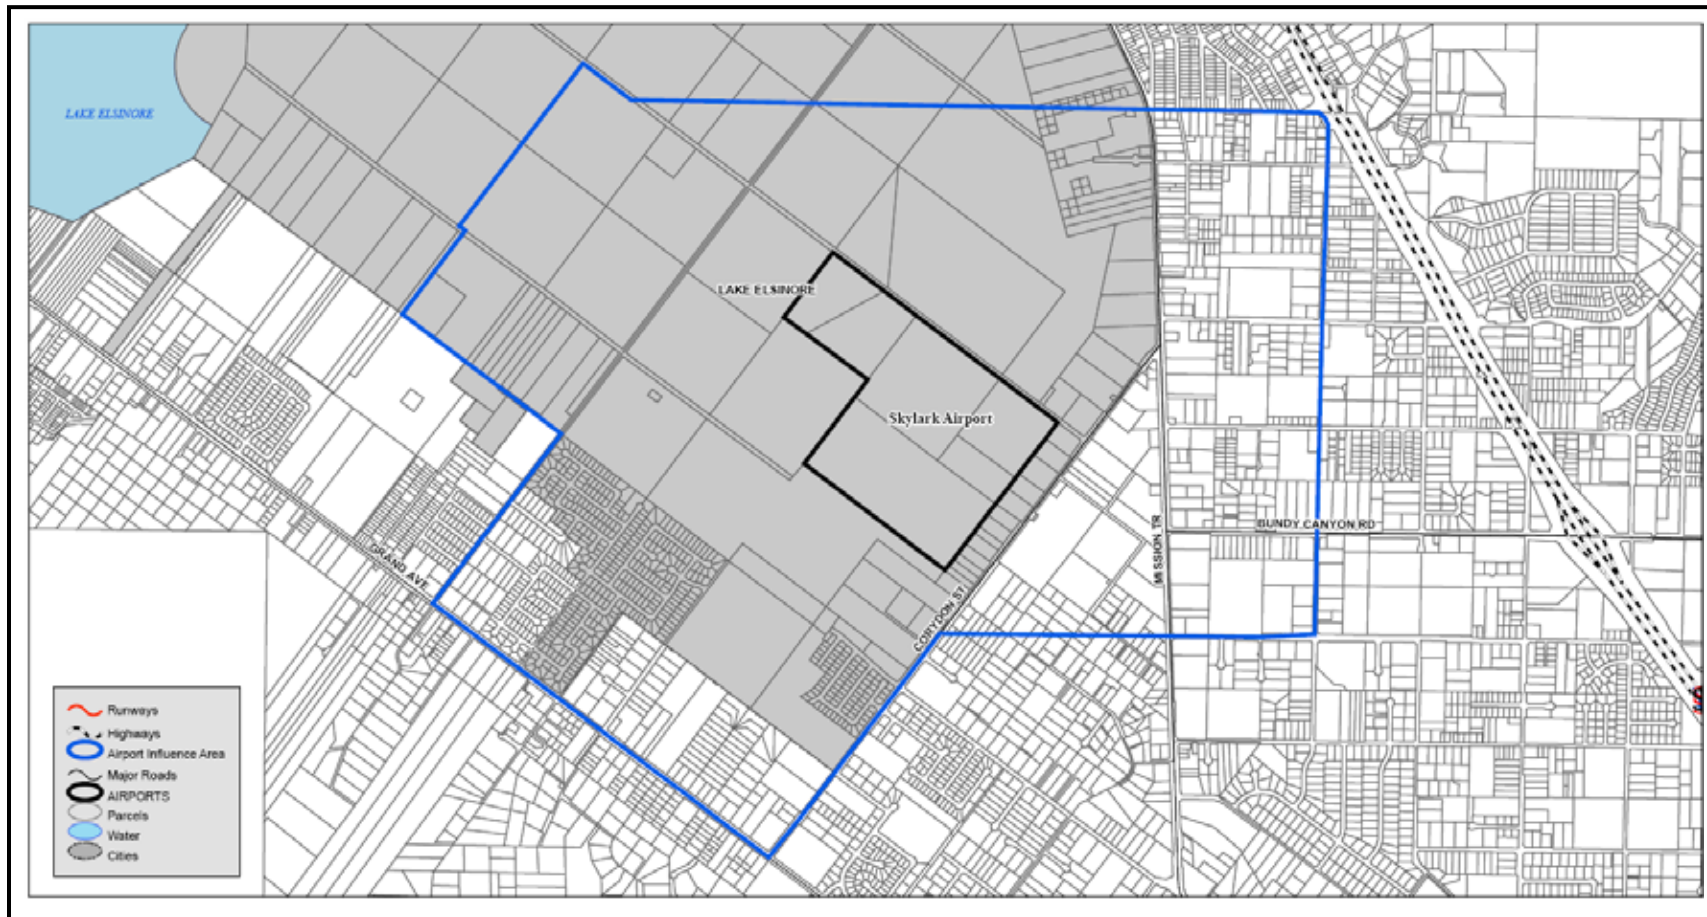 LAKE ELSINORE
LAKE ELSINORE
Skylark Airport
BUNDY CANYON RD
MISSION TR
GRAND AVE
CORYDON ST
Runways
Highways
Airport Influence Area
Major Roads
AIRPORTS
Parcels
Water
Cities